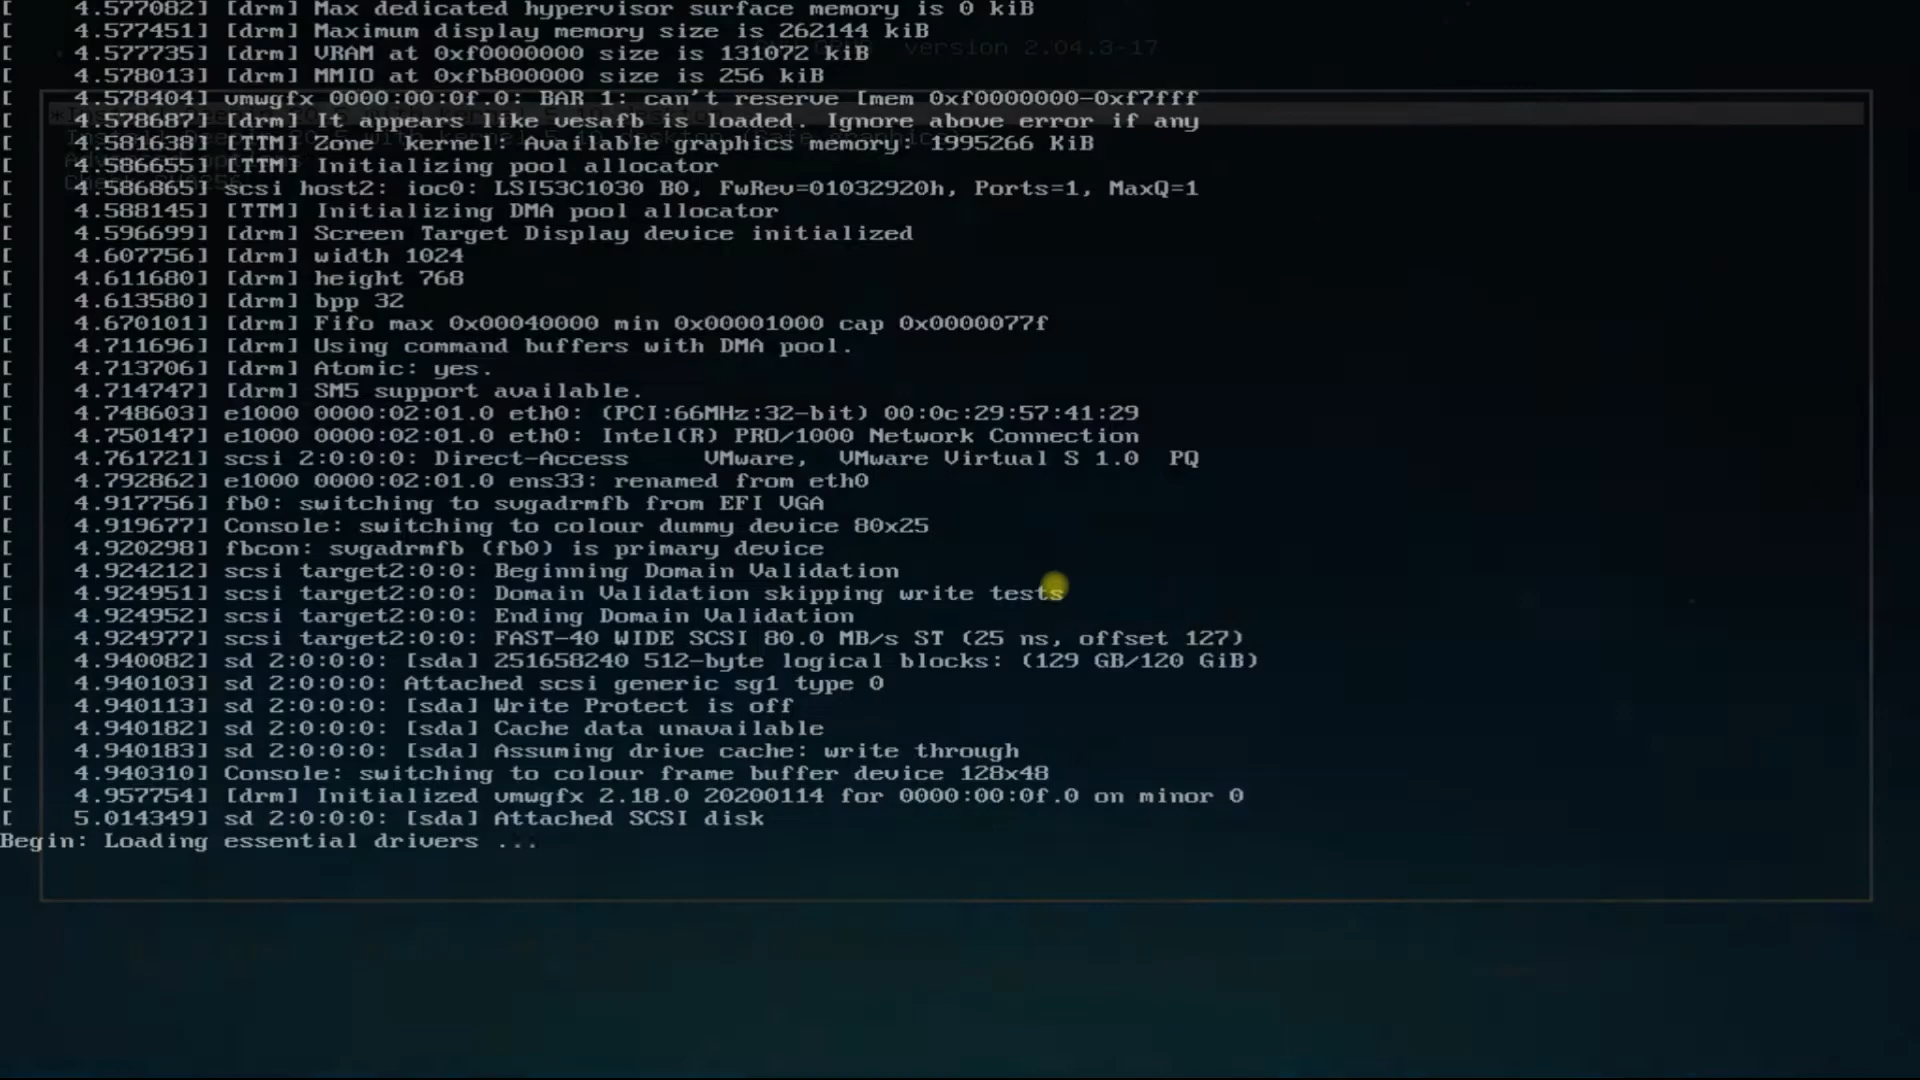 [    4.577082] [drm] Max dedicated hypervisor surface memory is 0 kiB
[    4.577451] [drm] Maximum display memory size is 262144 kiB
version 2.04.3-17
[    4.577735] [drm] VRAM at 0xf0000000 size is 131072 kiB
[    4.578013] [drm] MMIO at 0xfb800000 size is 256 kiB
[    4.578404] vmwgfx 0000:00:0f.0: BAR 1: can't reserve [mem 0xf0000000-0xf7fff
[    4.578687] [drm] It appears like vesafb is loaded. Ignore above error if any
[    4.581638] [TTM] Zone  kernel: Available graphics memory: 1995266 KiB
[    4.586655] [TTM] Initializing pool allocator
[    4.586865] scsi host2: ioc0: LSI53C1030 B0, FwRev=01032920h, Ports=1, MaxQ=1
[    4.588145] [TTM] Initializing DMA pool allocator
[    4.596699] [drm] Screen Target Display device initialized
[    4.607756] [drm] width 1024
[    4.611680] [drm] height 768
[    4.613580] [drm] bpp 32
[    4.670101] [drm] Fifo max 0x00040000 min 0x00001000 cap 0x0000077f
[    4.711696] [drm] Using command buffers with DMA pool.
[    4.713706] [drm] Atomic: yes.
[    4.714747] [drm] SM5 support available.
[    4.748603] e1000 0000:02:01.0 eth0: (PCI:66MHz:32-bit) 00:0c:29:57:41:29
[    4.750147] e1000 0000:02:01.0 eth0: Intel(R) PRO/1000 Network Connection
[    4.761721] scsi 2:0:0:0: Direct-Access     VMware,  VMware Virtual S 1.0  PQ
[    4.792862] e1000 0000:02:01.0 ens33: renamed from eth0
[    4.917756] fb0: switching to svgadrmfb from EFI VGA
[    4.919677] Console: switching to colour dummy device 80x25
[    4.920298] fbcon: svgadrmfb (fb0) is primary device
[    4.924212] scsi target2:0:0: Beginning Domain Validation
[    4.924951] scsi target2:0:0: Domain Validation skipping write tests
[    4.924952] scsi target2:0:0: Ending Domain Validation
[    4.924977] scsi target2:0:0: FAST-40 WIDE SCSI 80.0 MB/s ST (25 ns, offset 127)
[    4.940082] sd 2:0:0:0: [sda] 251658240 512-byte logical blocks: (129 GB/120 GiB)
[    4.940103] sd 2:0:0:0: Attached scsi generic sg1 type 0
[    4.940113] sd 2:0:0:0: [sda] Write Protect is off
[    4.940182] sd 2:0:0:0: [sda] Cache data unavailable
[    4.940183] sd 2:0:0:0: [sda] Assuming drive cache: write through
[    4.940310] Console: switching to colour frame buffer device 128x48
[    4.957754] [drm] Initialized vmwgfx 2.18.0 20200114 for 0000:00:0f.0 on minor 0
[    5.014349] sd 2:0:0:0: [sda] Attached SCSI disk
Begin: Loading essential drivers ...